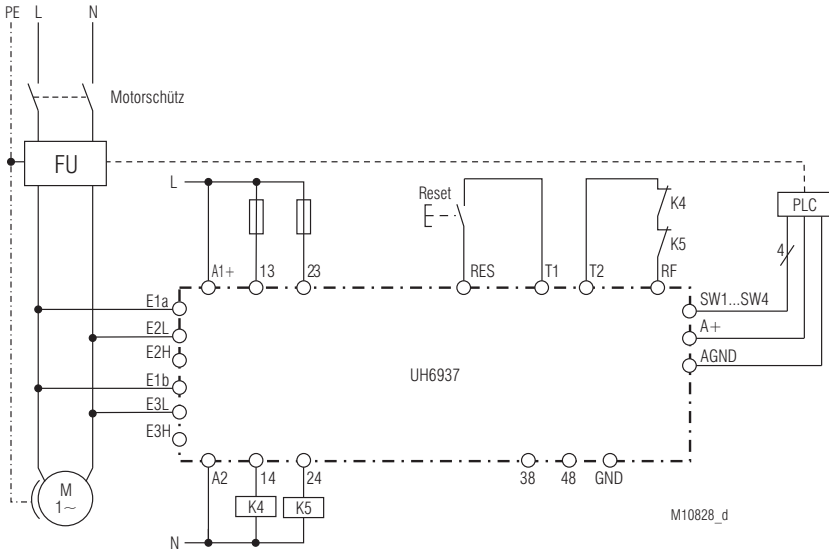 PE L N
Motorschütz
FU
L
Reset
K4
K5
PLC
4
A1+ 13 23 RES T1 T2 RF
SW1...SW4
A+
AGND
E1a
E2L
E2H
E1b
E3L
E3H
UH6937
A2 14 24 38 48 GND
M
1~
K4 K5
N
M10828_d